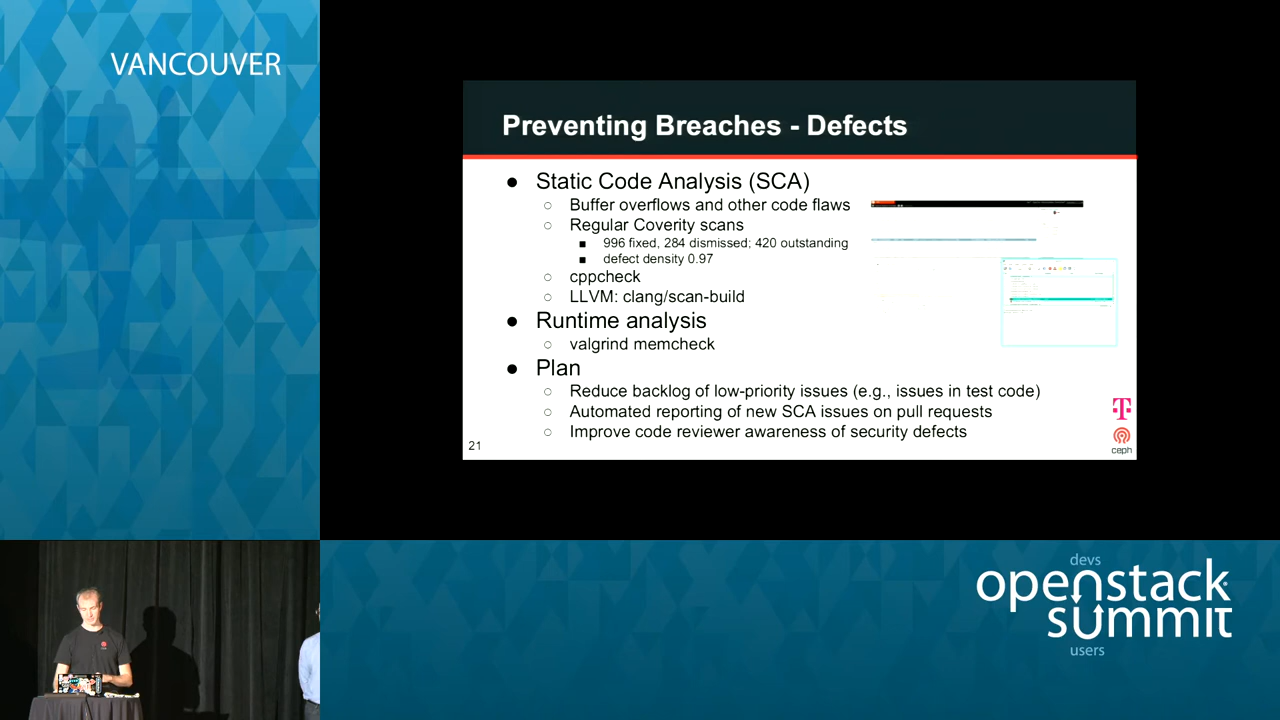 VANCOUVER
Preventing Breaches - Defects
● Static Code Analysis (SCA)
○ Buffer overflows and other code flaws
○ Regular Coverity scans
■ 996 fixed, 284 dismissed; 420 outstanding
■ defect density 0.97
○ cppcheck
○ LLVM: clang/scan-build
● Runtime analysis
○ valgrind memcheck
● Plan
○ Reduce backlog of low-priority issues (e.g., issues in test code)
○ Automated reporting of new SCA issues on pull requests
○ Improve code reviewer awareness of security defects
21
T
ceph
devs
openstack
summit
users